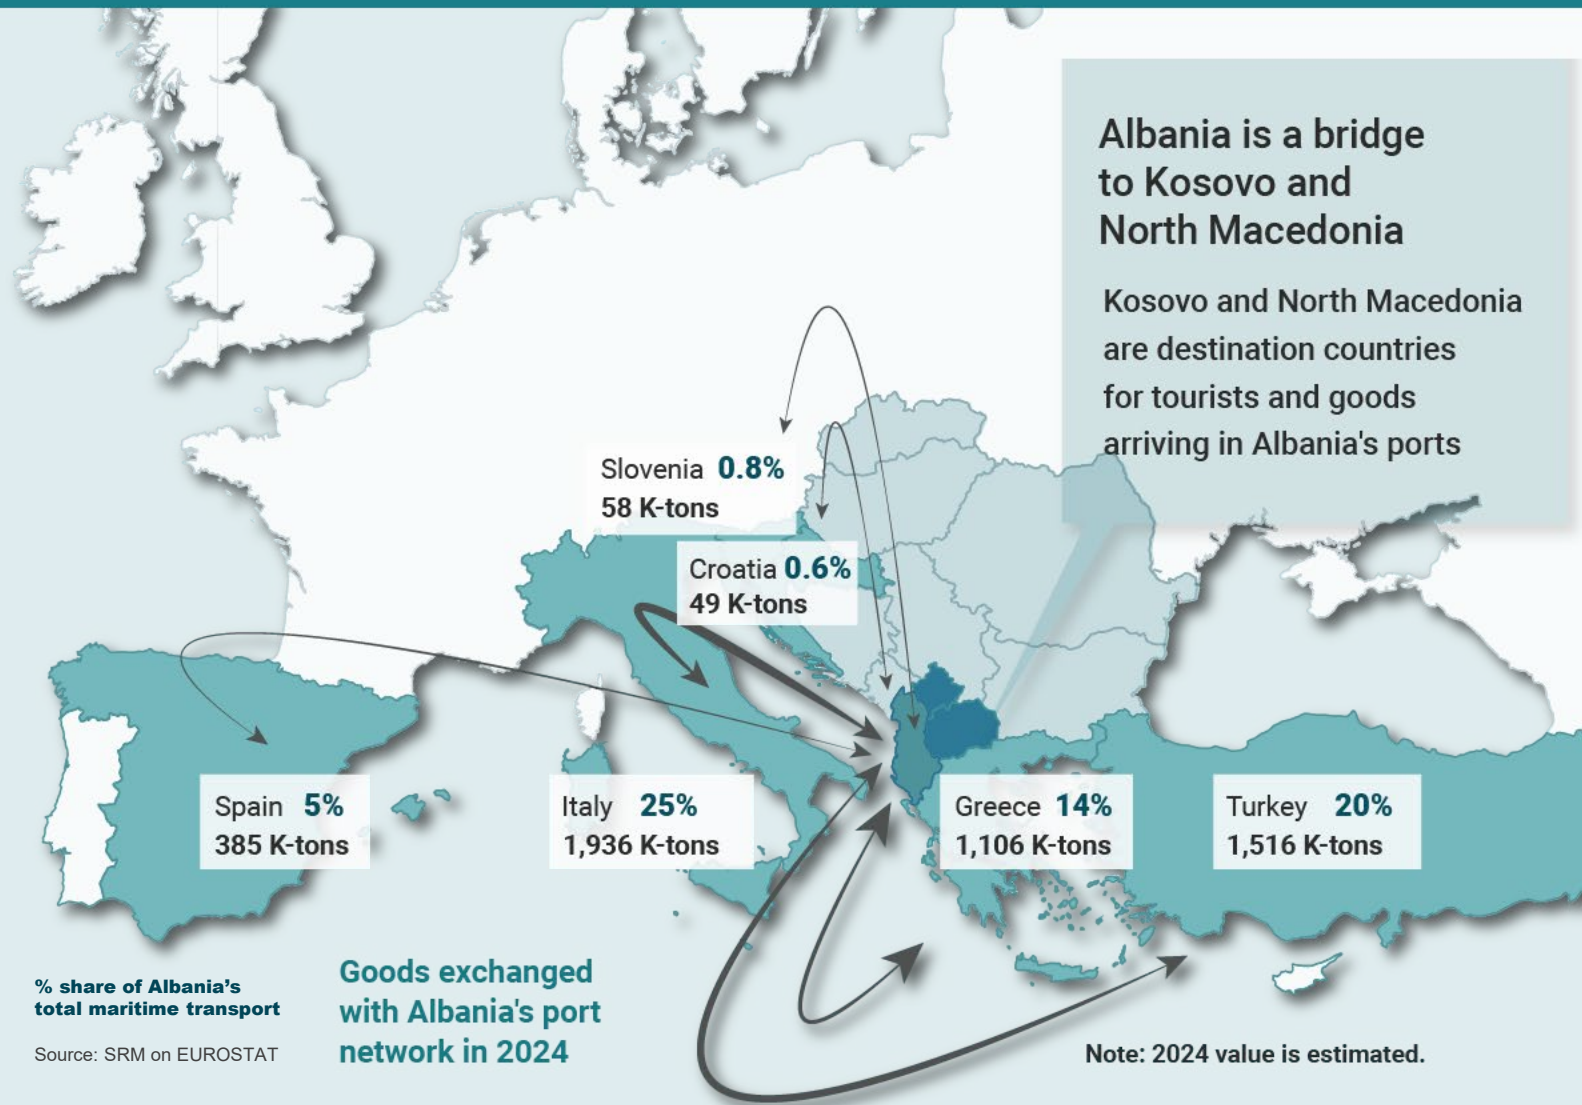 Albania is a bridge
to Kosovo and
North Macedonia
Kosovo and North Macedonia
are destination countries
for tourists and goods
arriving in Albania's ports
Slovenia 0.8%
58 K-tons
Croatia 0.6%
49 K-tons
Spain 5%
385 K-tons
Italy 25%
1,936 K-tons
Greece 14%
1,106 K-tons
Turkey 20%
1,516 K-tons
% share of Albania's
total maritime transport
Source: SRM on EUROSTAT
Goods exchanged
with Albania's port
network in 2024
Note: 2024 value is estimated.